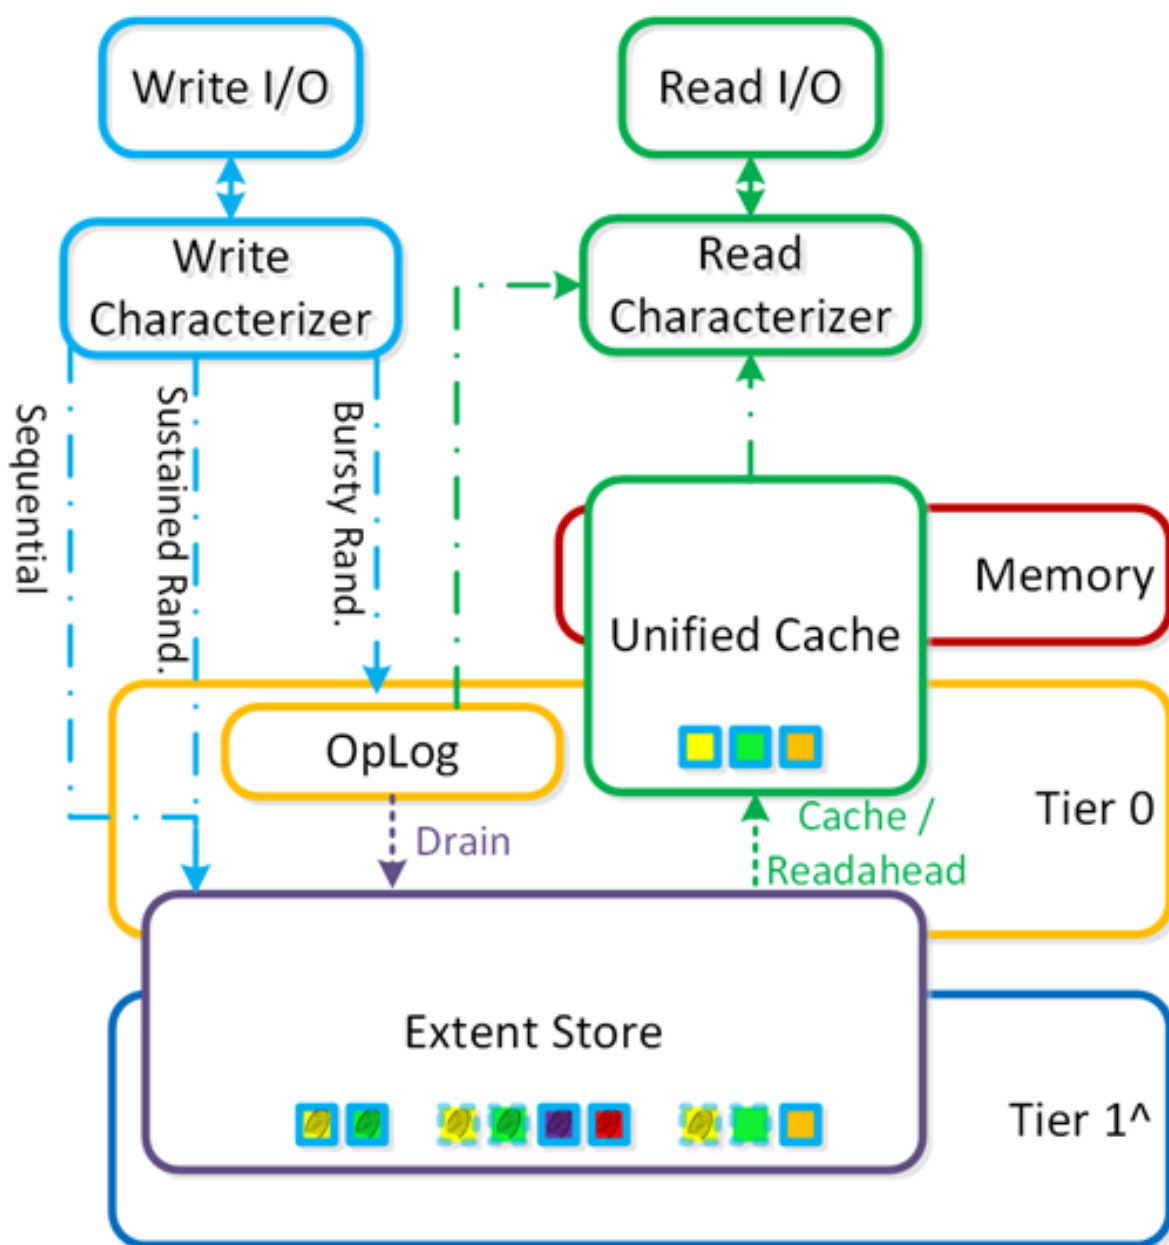 Write I/O
Read I/O
Write
Characterizer
Read
Characterizer
Sequential
Sustained Rand.
Bursty Rand.
Memory
Unified Cache
OpLog
Tier 0
Drain
Cache /
Readahead
Extent Store
Tier 1^